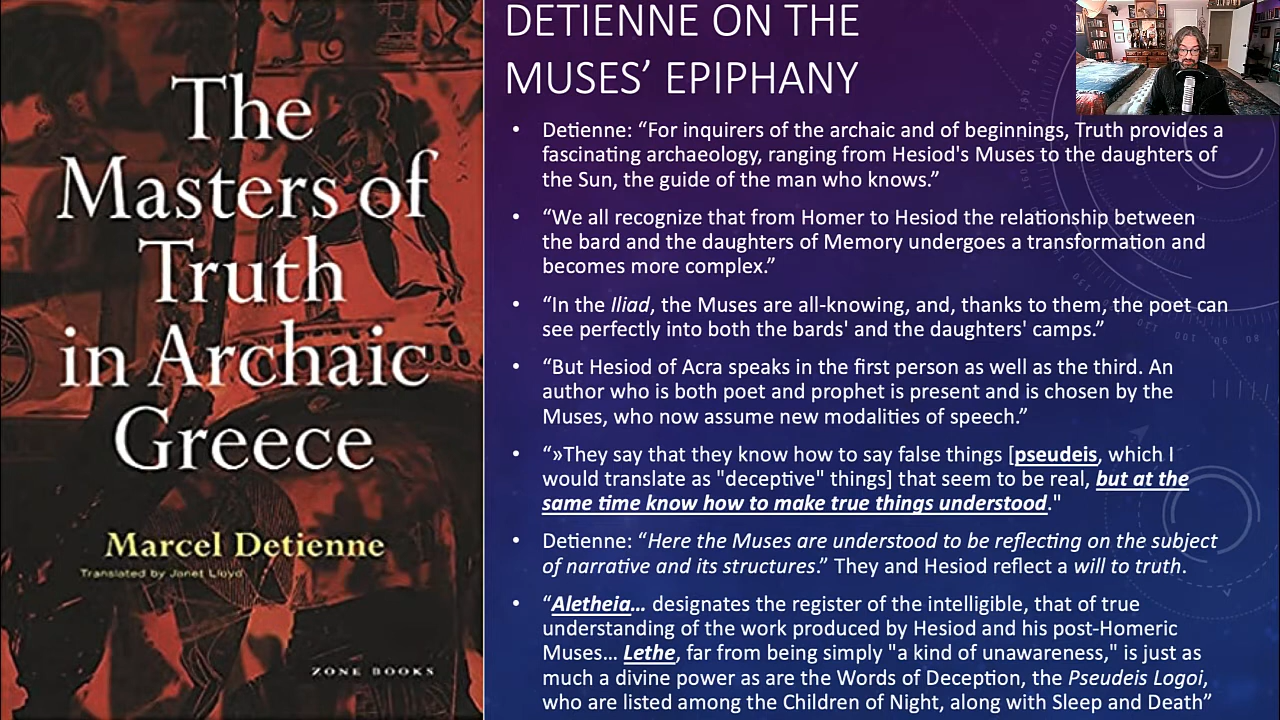 The
Masters of
Truth
in Archaic
Greece
Marcel Detienne
Translated by Janet Lloyd
ZONE BOOKS
DETIENNE ON THE
MUSES’ EPIPHANY
• Detienne: “For inquirers of the archaic and of beginnings, Truth provides a
fascinating archaeology, ranging from Hesiod's Muses to the daughters of
the Sun, the guide of the man who knows.”
• “We all recognize that from Homer to Hesiod the relationship between
the bard and the daughters of Memory undergoes a transformation and
becomes more complex.”
• “In the Iliad, the Muses are all-knowing, and, thanks to them, the poet can
see perfectly into both the bards' and the daughters' camps.”
• “But Hesiod of Acra speaks in the first person as well as the third. An
author who is both poet and prophet is present and is chosen by the
Muses, who now assume new modalities of speech.”
• “»They say that they know how to say false things [pseudeis, which I
would translate as "deceptive" things] that seem to be real, but at the
same time know how to make true things understood."
• Detienne: “Here the Muses are understood to be reflecting on the subject
of narrative and its structures.” They and Hesiod reflect a will to truth.
• “Aletheia… designates the register of the intelligible, that of true
understanding of the work produced by Hesiod and his post-Homeric
Muses… Lethe, far from being simply "a kind of unawareness," is just as
much a divine power as are the Words of Deception, the Pseudeis Logoi,
who are listed among the Children of Night, along with Sleep and Death”